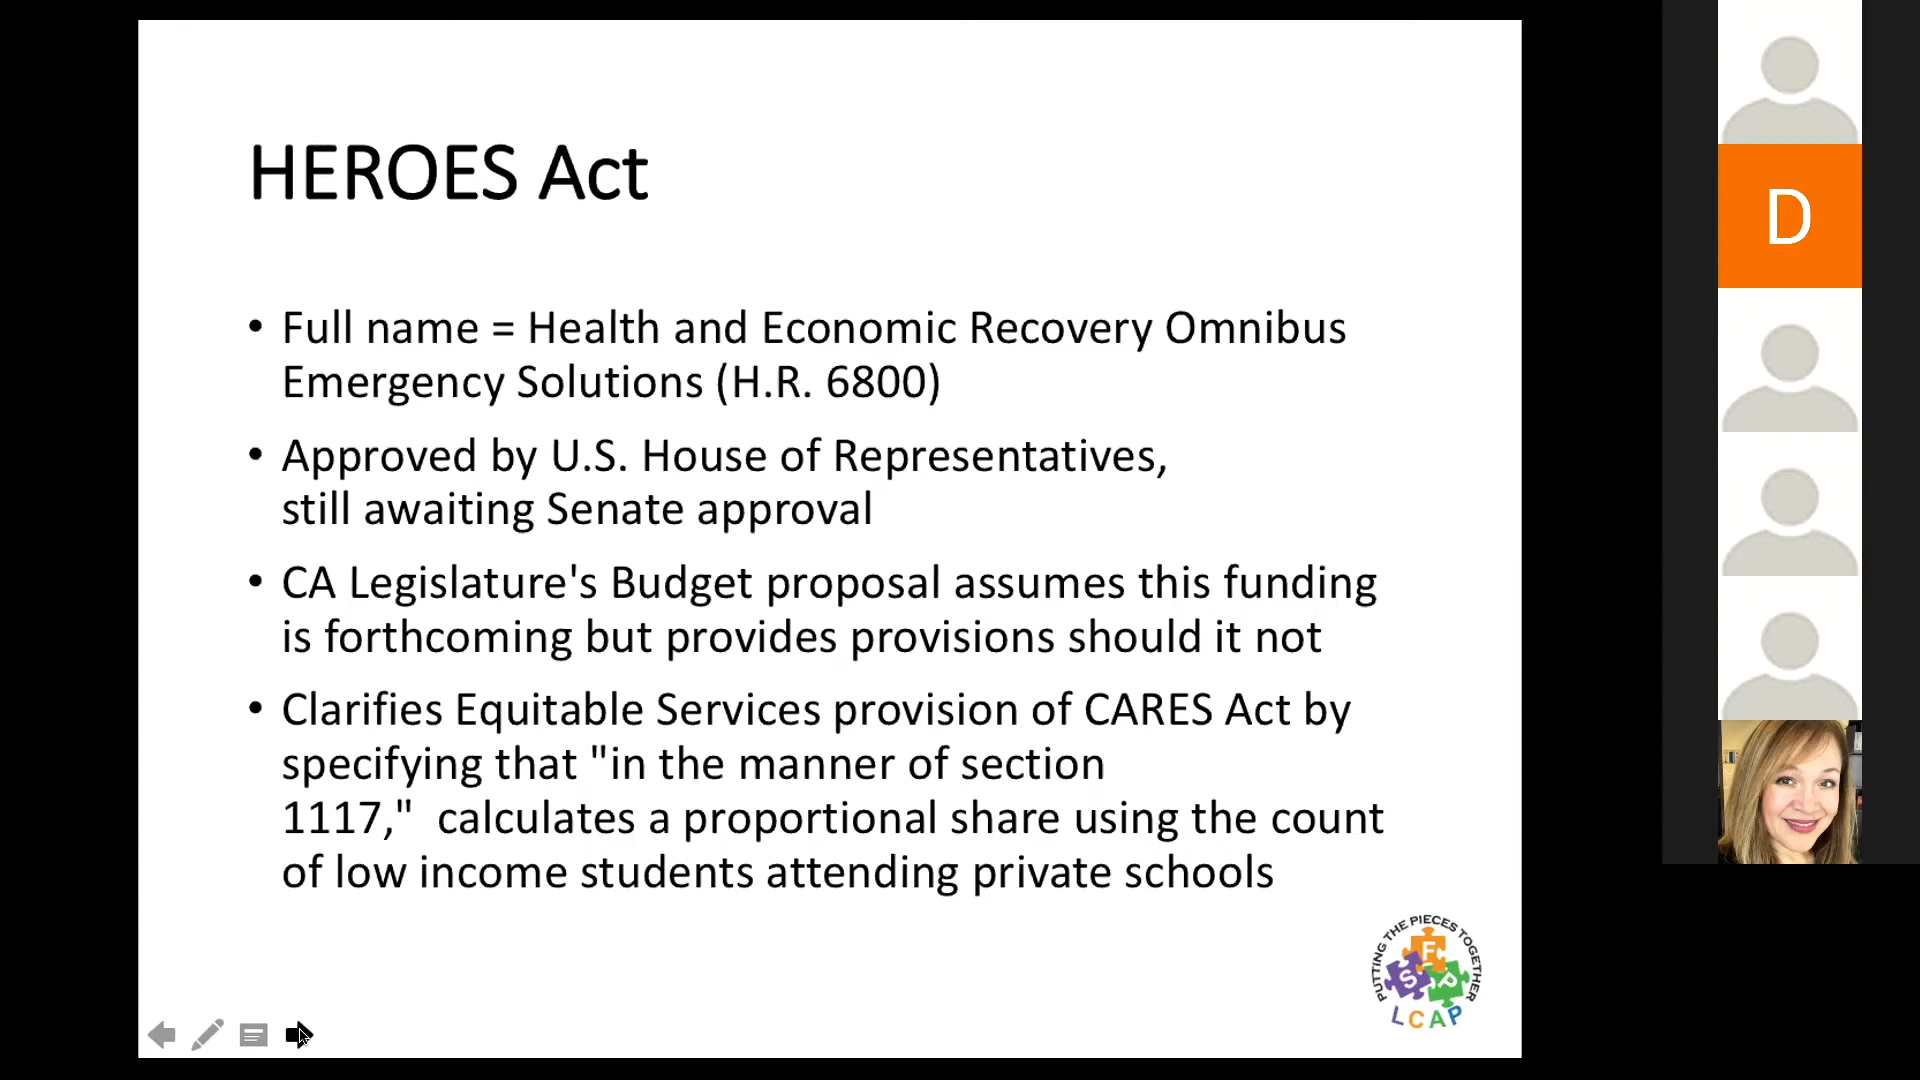 HEROES Act
• Full name = Health and Economic Recovery Omnibus
Emergency Solutions (H.R. 6800)
• Approved by U.S. House of Representatives,
still awaiting Senate approval
• CA Legislature's Budget proposal assumes this funding
is forthcoming but provides provisions should it not
• Clarifies Equitable Services provision of CARES Act by
specifying that "in the manner of section
1117,"  calculates a proportional share using the count
of low income students attending private schools
D
PUTTING THE PIECES TOGETHER
F
S P
LCAP